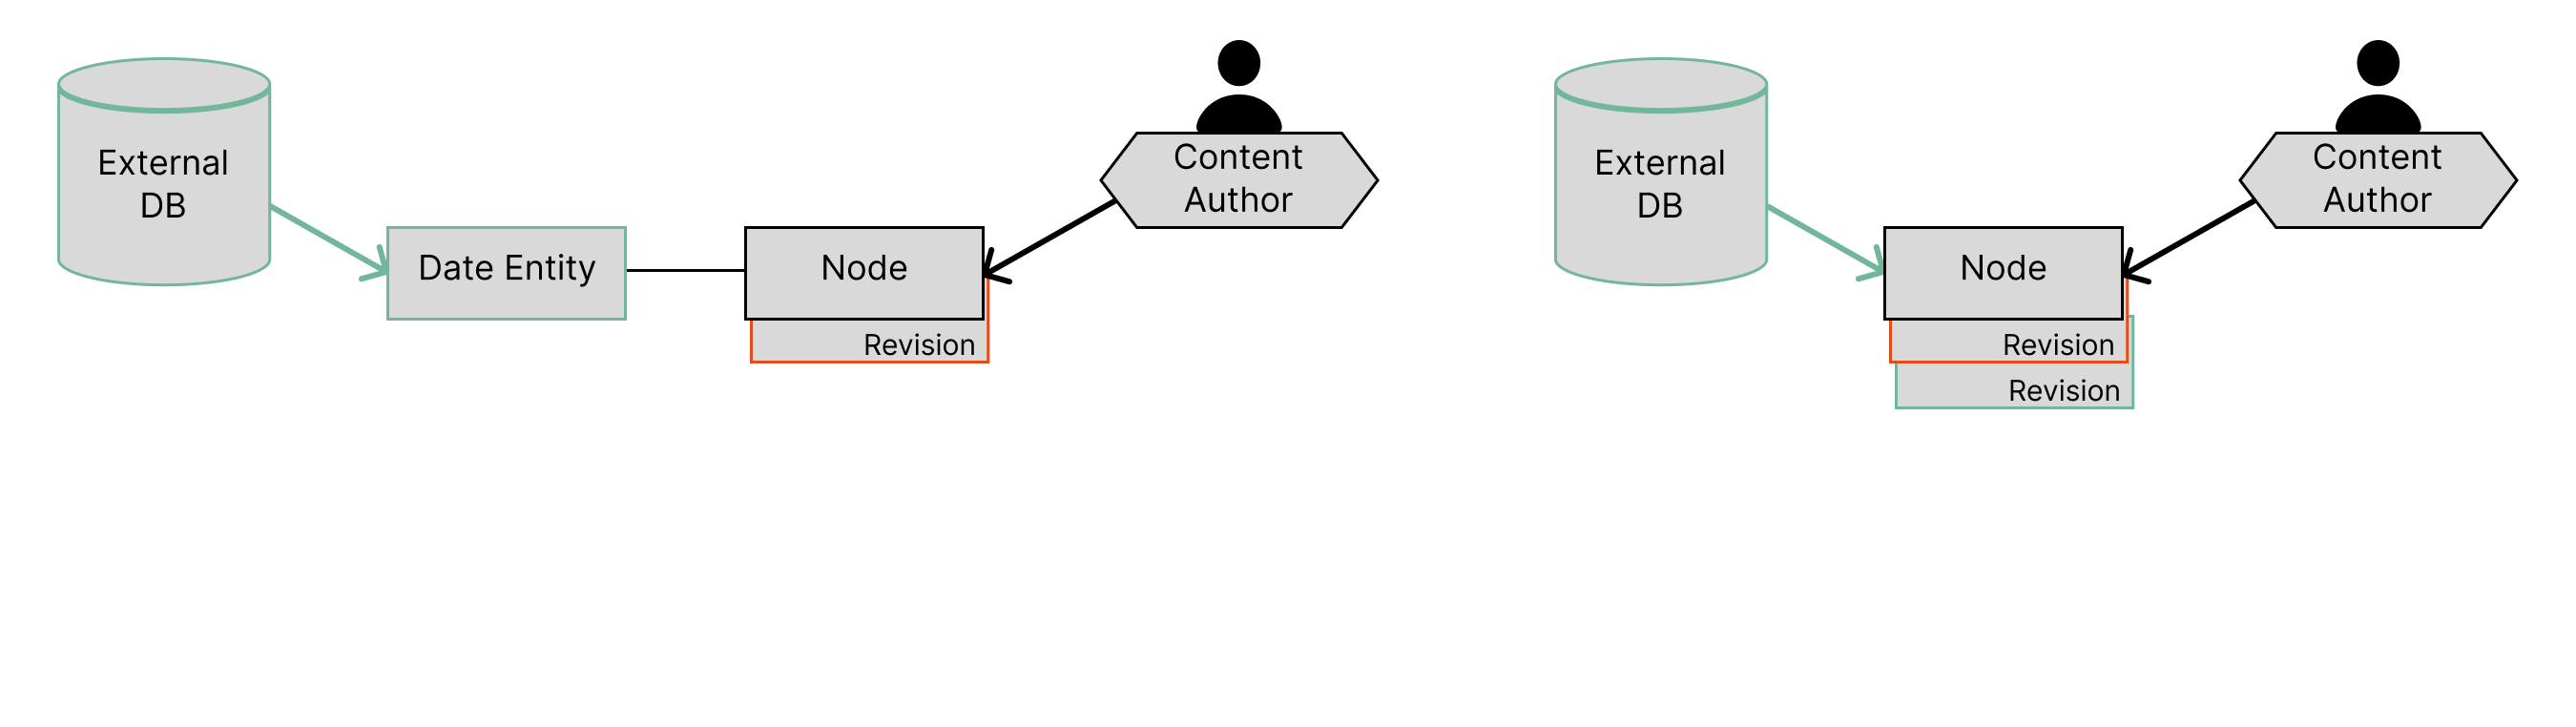 External
DB
Date Entity
Node
Revision
Content
Author
External
DB
Node
Revision
Revision
Content
Author